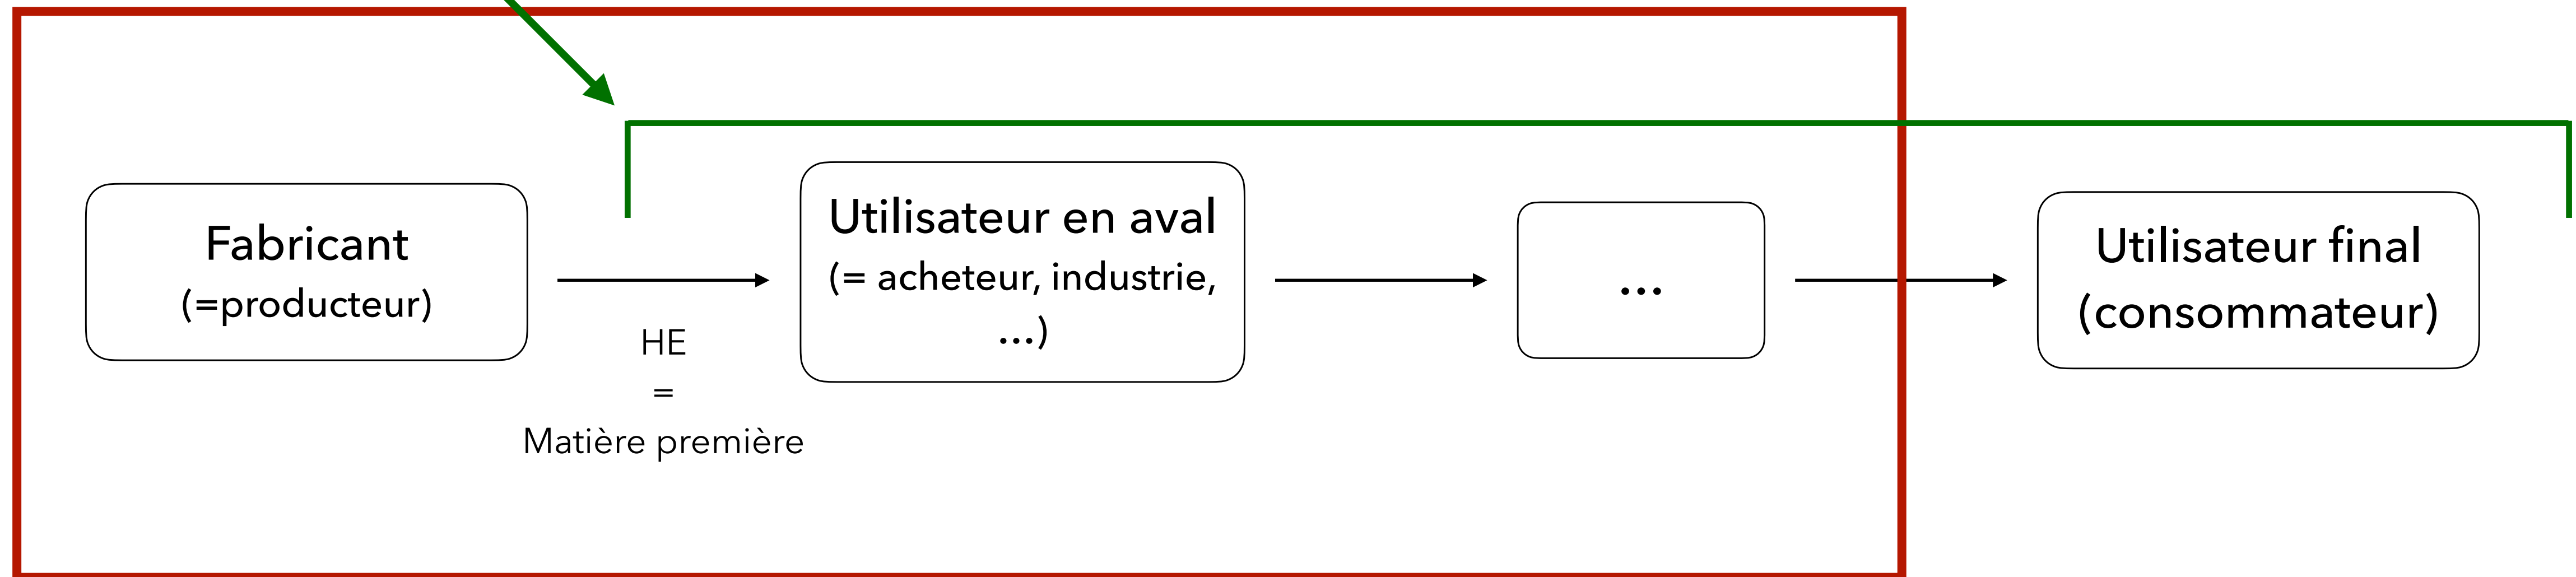 Fabricant
(=producteur)
HE
=
Matière première
Utilisateur en aval
(= acheteur, industrie,
...)
...
Utilisateur final
(consommateur)